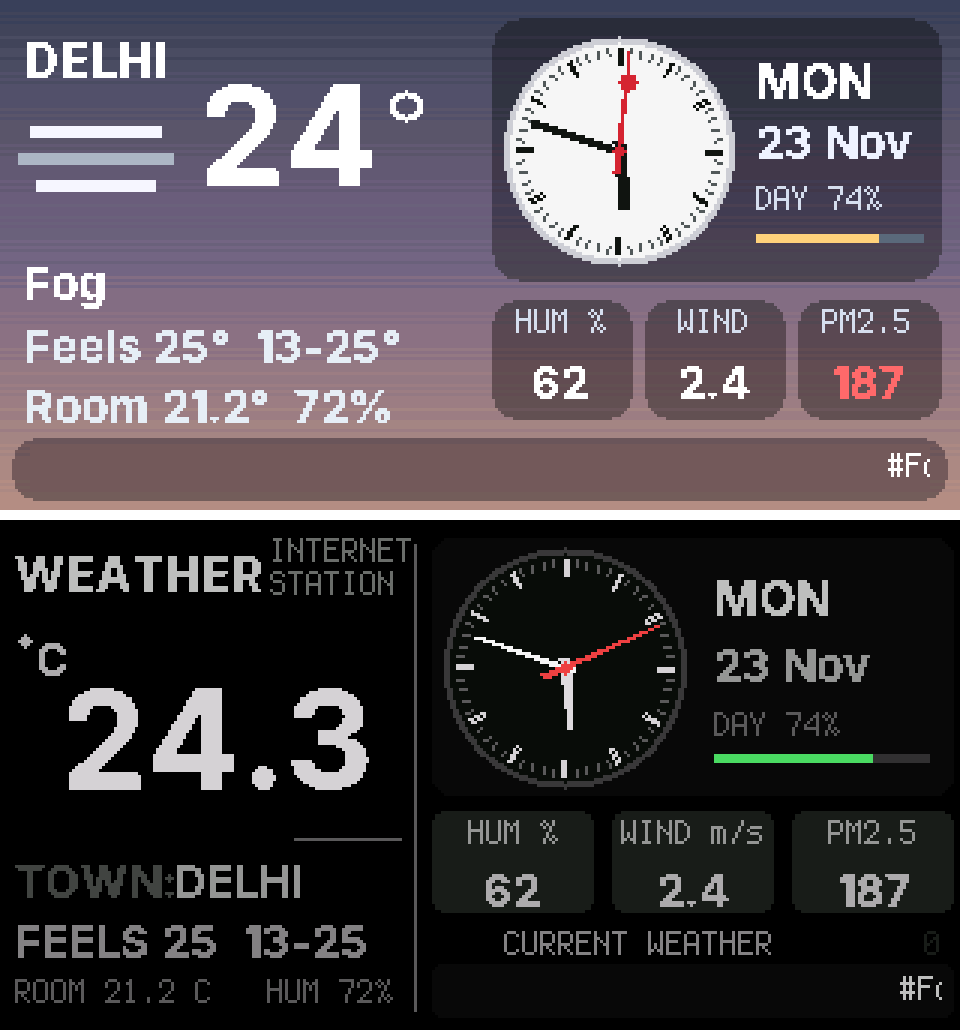 DELHI
24°
Fog
Feels 25° 13-25°
Room 21.2° 72%
MON
23 Nov
DAY 74%
HUM %
62
WIND
2.4
PM2.5
187
WEATHER INTERNET STATION
°C
24.3
TOWN:DELHI
FEELS 25 13-25
ROOM 21.2 C HUM 72%
MON
23 Nov
DAY 74%
HUM %
62
WIND m/s
2.4
PM2.5
187
CURRENT WEATHER 0